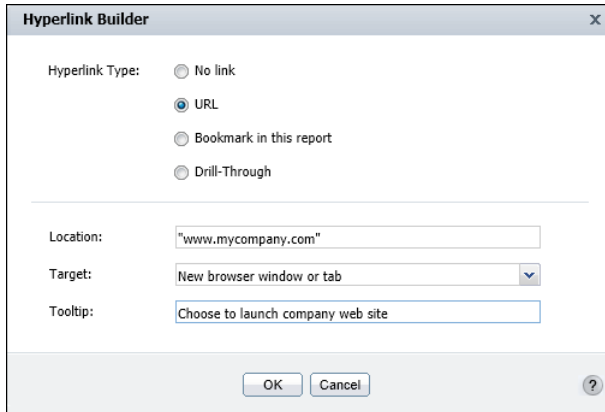 Hyperlink Builder x
Hyperlink Type: No link
URL
Bookmark in this report
Drill-Through
Location: "www.mycompany.com"
Target: New browser window or tab
Tooltip: Choose to launch company web site
OK Cancel ?